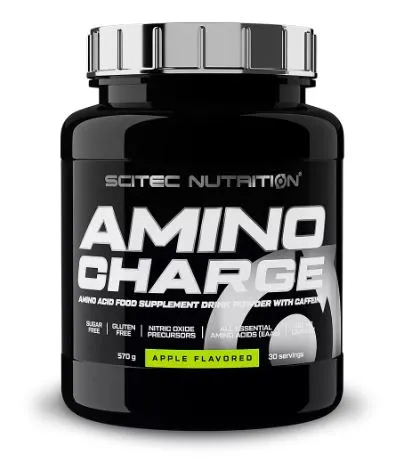 SCITEC NUTRITION
AMINO
CHARGE
AMINO ACID FOOD SUPPLEMENT DRINK POWDER WITH CAFFEINE
SUGAR FREE
GLUTEN FREE
NITRIC OXIDE PRECURSORS
ALL ESSENTIAL AMINO ACIDS (EAAs)
570 g
APPLE FLAVORED
30 servings